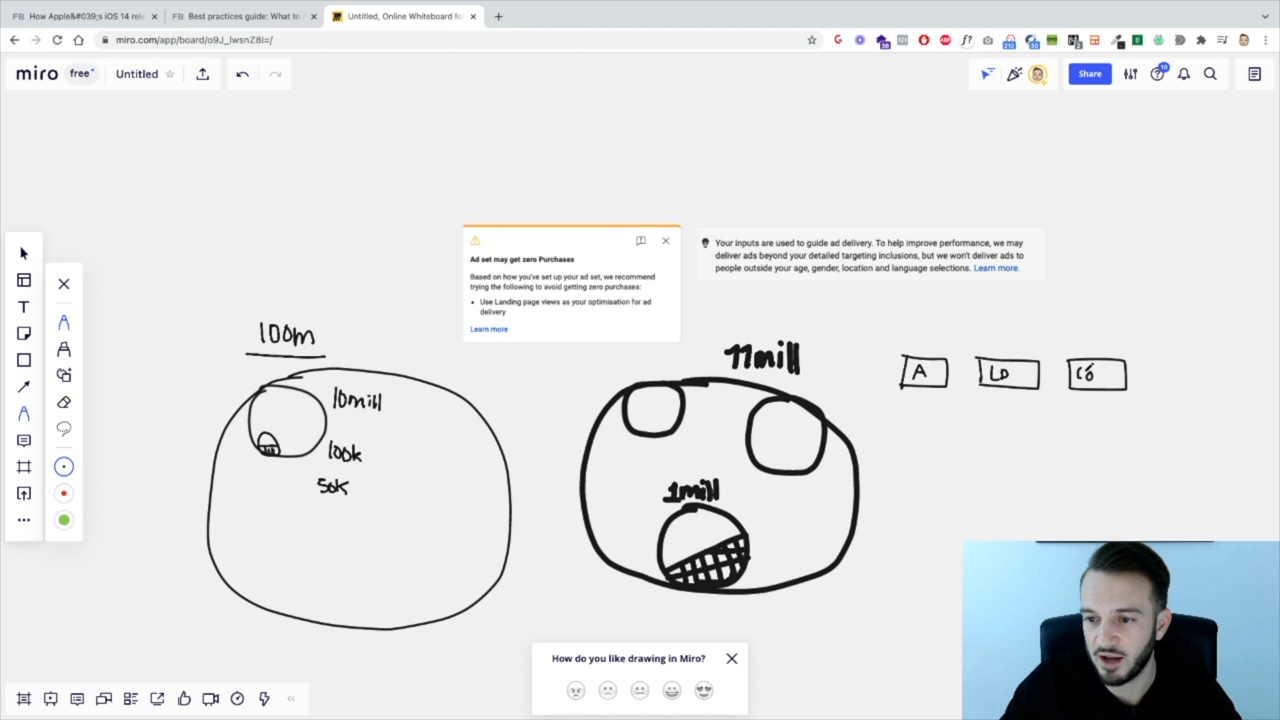 FB How Apple&#039;s iOS 14 rele
FB Best practices guide: What to
Untitled, Online Whiteboard fo
miro.com/app/board/o9J_lwsnZ8I=/
miro free Untitled
Share
Ad set may get zero Purchases
Based on how you've set up your ad set, we recommend
trying the following to avoid getting zero purchases:
• Use Landing page views as your optimisation for ad
delivery
Learn more
Your inputs are used to guide ad delivery. To help improve performance, we may
deliver ads beyond your detailed targeting inclusions, but we won't deliver ads to
people outside your age, gender, location and language selections. Learn more.
100m
10mill
100k
50k
11mill
1mill
A
LD
How do you like drawing in Miro?